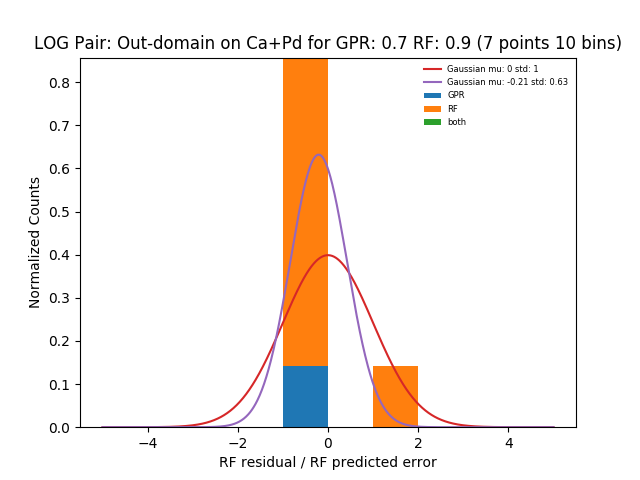 LOG Pair: Out-domain on Ca+Pd for GPR: 0.7 RF: 0.9 (7 points 10 bins)
Gaussian mu: 0 std: 1
Gaussian mu: -0.21 std: 0.63
GPR
RF
both
Normalized Counts
0.8
0.7
0.6
0.5
0.4
0.3
0.2
0.1
0.0
−4 −2 0 2 4
RF residual / RF predicted error